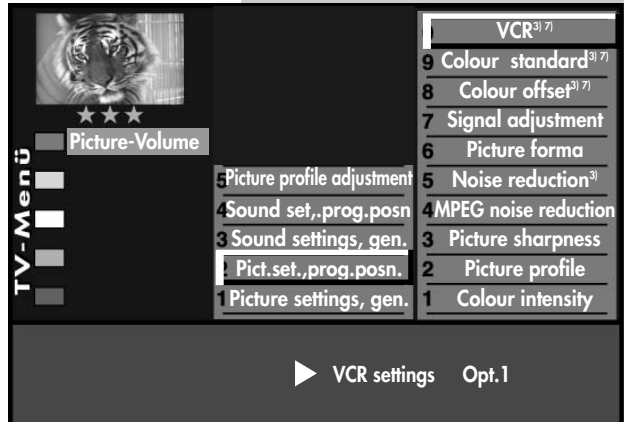 VCR3) 7)
9 Colour standard3) 7)
8 Colour offset3) 7)
7 Signal adjustment
6 Picture forma
5 Noise reduction3)
4 MPEG noise reduction
3 Picture sharpness
2 Picture profile
1 Colour intensity
Picture-Volume
TV-Menü
5 Picture profile adjustment
4 Sound set,.prog.posn
3 Sound settings, gen.
2 Pict.set.,prog.posn.
1 Picture settings, gen.
VCR settings Opt.1